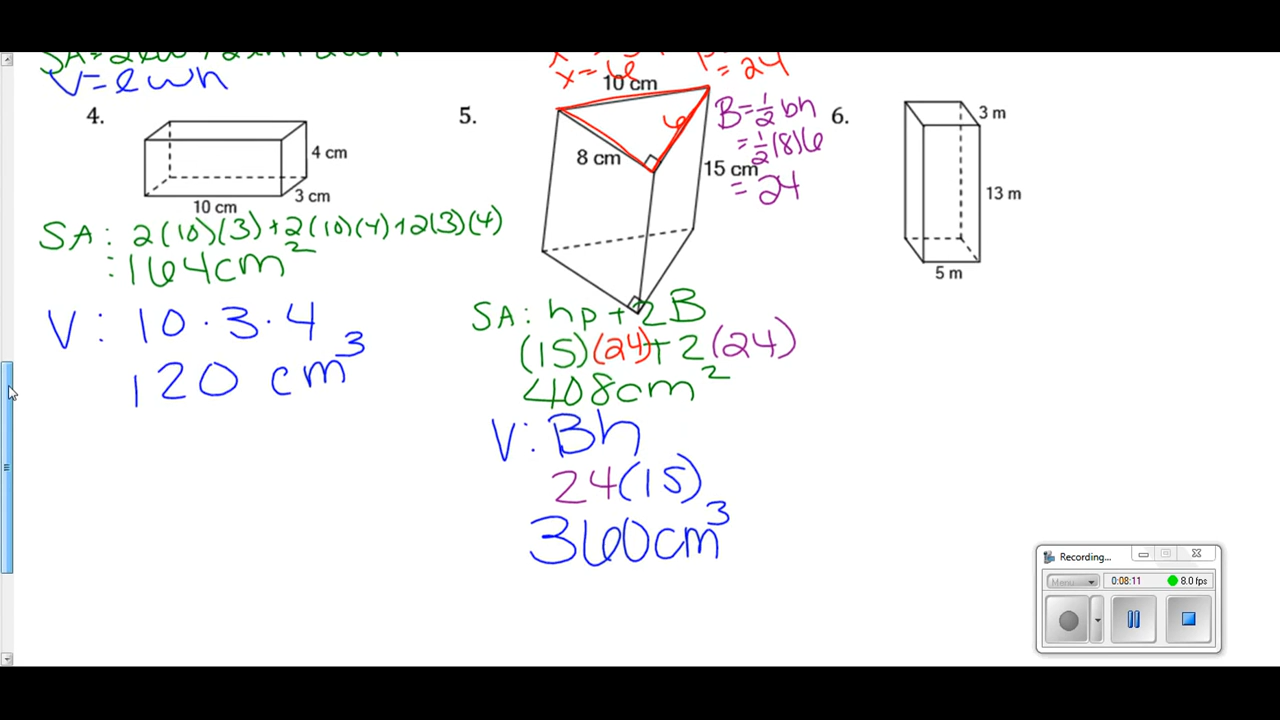 V=lwh
x=6
=24
4.
4 cm
3 cm
10 cm
SA: 2(10)(3)+2(10)(4)+2(3)(4)
: 164cm²
V: 10·3·4
120 cm³
5.
10 cm
6
8 cm
15 cm
B=½bh
=½(8)6
=24
SA: hp+2B
(15)(24)+2(24)
408cm²
V: Bh
24(15)
360cm³
6.
3 m
13 m
5 m
Recording...
Menu
0:08:11
8.0 fps